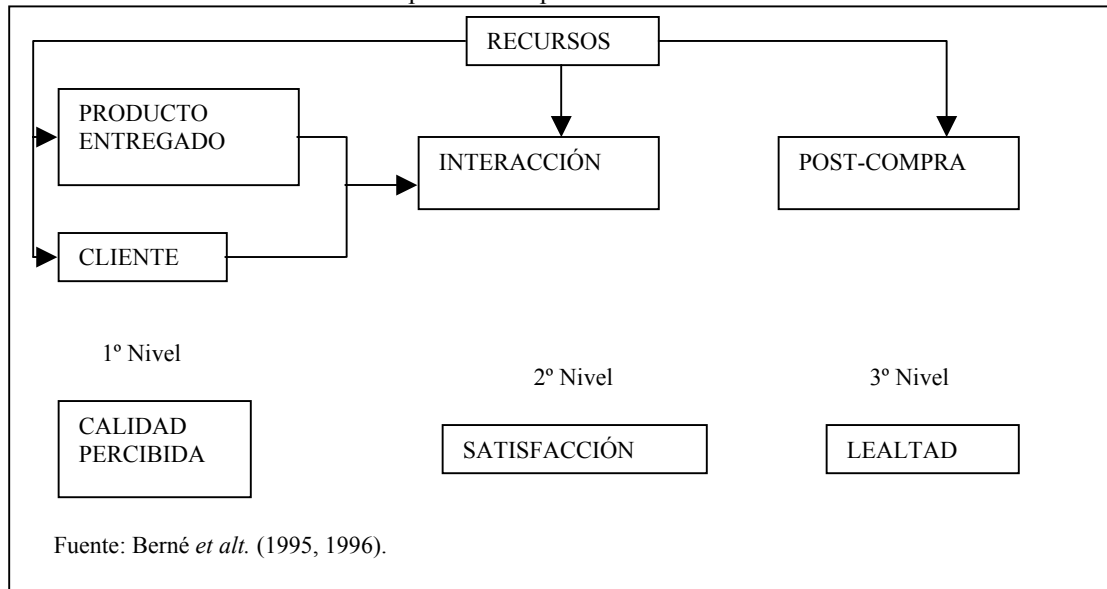 RECURSOS
PRODUCTO
ENTREGADO
INTERACCIÓN
POST-COMPRA
CLIENTE
1º Nivel
2º Nivel
3º Nivel
CALIDAD
PERCIBIDA
SATISFACCIÓN
LEALTAD
Fuente: Berné et alt. (1995, 1996).